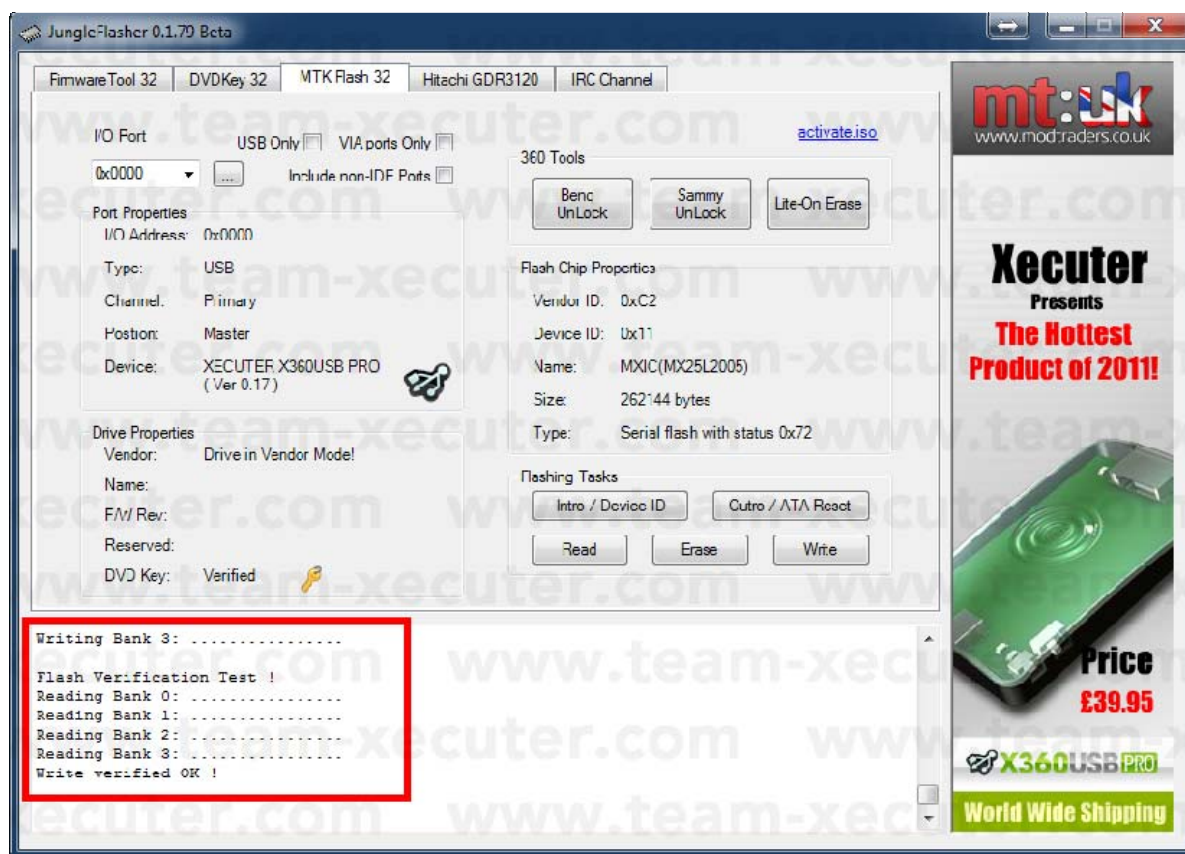 JungleFlasher 0.1.79 Beta
FirmwareTool 32 DVDKey 32 MTK Flash 32 Hitachi GDR3120 IRC Channel
I/O Port USB Only VIA ports Only
activate.iso
0x0000 ... Include non-IDE Ports
Port Properties
I/O Address: 0x0000
Type: USB
Channel: Primary
Postion: Master
Device: XECUTER X360USB PRO
( Ver 0.17 )
Drive Properties
Vendor: Drive in Vendor Mode!
Name:
F/W Rev:
Reserved:
DVD Key: Verified
360 Tools
Benq UnLock Sammy UnLock Lite-On Erase
Flash Chip Properties
Vendor ID: 0xC2
Device ID: 0x11
Name: MXIC(MX25L2005)
Size: 262144 bytes
Type: Serial flash with status 0x72
Flashing Tasks
Intro / Device ID Outro / ATA Reset
Read Erase Write
Writing Bank 3: ................
Flash Verification Test !
Reading Bank 0: ................
Reading Bank 1: ................
Reading Bank 2: ................
Reading Bank 3: ................
Write verified OK !
mt:uk
www.modtraders.co.uk
Xecuter
Presents
The Hottest
Product of 2011!
Price
£39.95
X360USB PRO
World Wide Shipping
www.team-xecuter.com